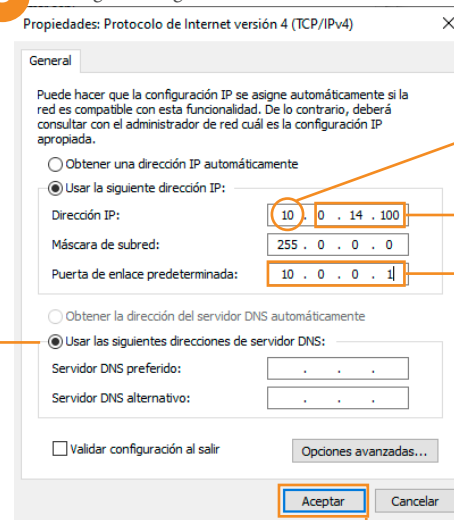 Propiedades: Protocolo de Internet versión 4 (TCP/IPv4)
General
Puede hacer que la configuración IP se asigne automáticamente si la
red es compatible con esta funcionalidad. De lo contrario, deberá
consultar con el administrador de red cuál es la configuración IP
apropiada.
Obtener una dirección IP automáticamente
Usar la siguiente dirección IP:
Dirección IP: 10 . 0 . 14 . 100
Máscara de subred: 255 . 0 . 0 . 0
Puerta de enlace predeterminada: 10 . 0 . 0 . 1
Obtener la dirección del servidor DNS automáticamente
Usar las siguientes direcciones de servidor DNS:
Servidor DNS preferido: . . .
Servidor DNS alternativo: . . .
Validar configuración al salir
Opciones avanzadas...
Aceptar Cancelar